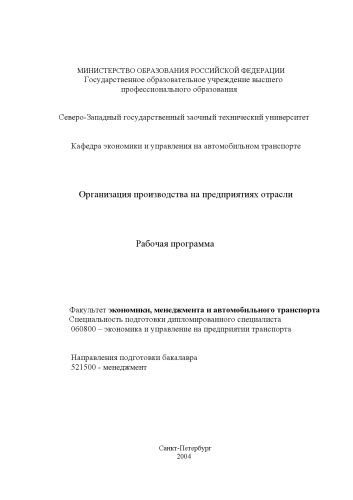 МИНИСТЕРСТВО ОБРАЗОВАНИЯ РОССИЙСКОЙ ФЕДЕРАЦИИ
Государственное образовательное учреждение высшего
профессионального образования
Северо-Западный государственный заочный технический университет
Кафедра экономики и управления на автомобильном транспорте
Организация производства на предприятиях отрасли
Рабочая программа
Факультет экономики, менеджмента и автомобильного транспорта
Специальность подготовки дипломированного специалиста
060800 – экономика и управление на предприятии транспорта
Направления подготовки бакалавра
521500 - менеджмент
Санкт-Петербург
2004